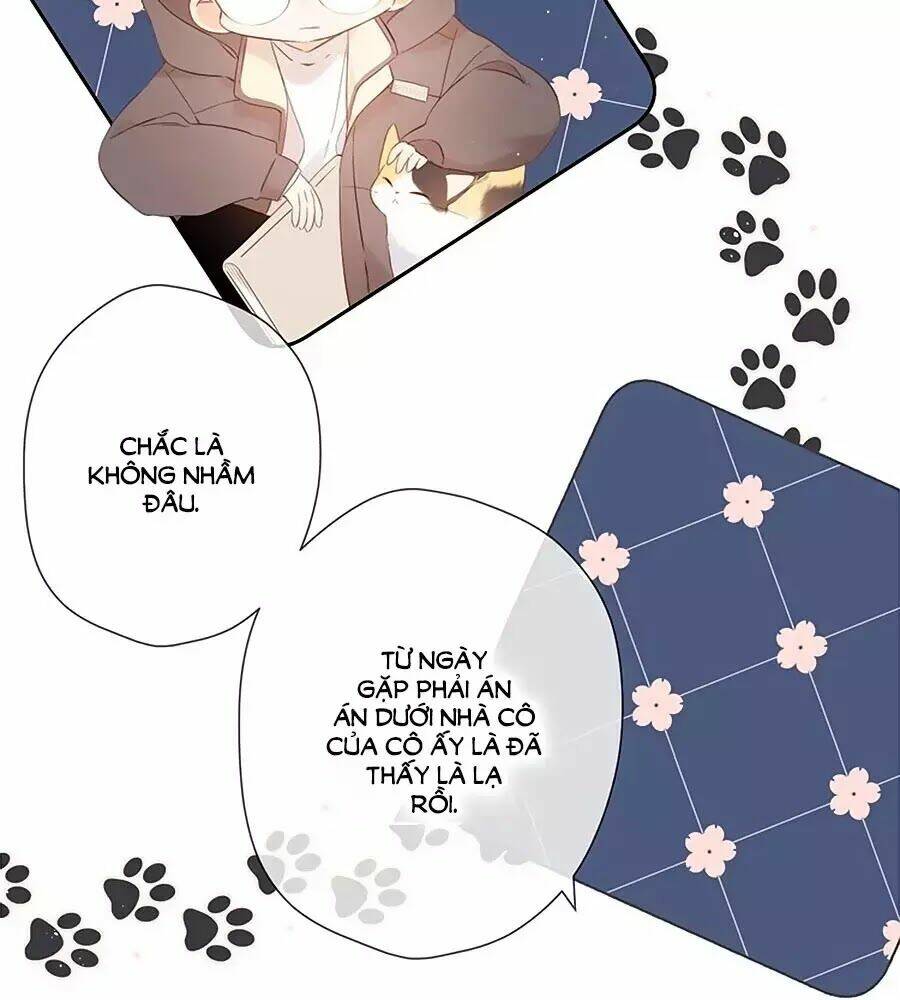 CHẮC LÀ
KHÔNG NHẦM
ĐÂU.
TỪ NGÀY
GẶP PHẢI ÁN
ÁN DƯỚI NHÀ CÔ
CỦA CÔ ẤY LÀ ĐÃ
THẤY LÀ LẠ
RỒI.